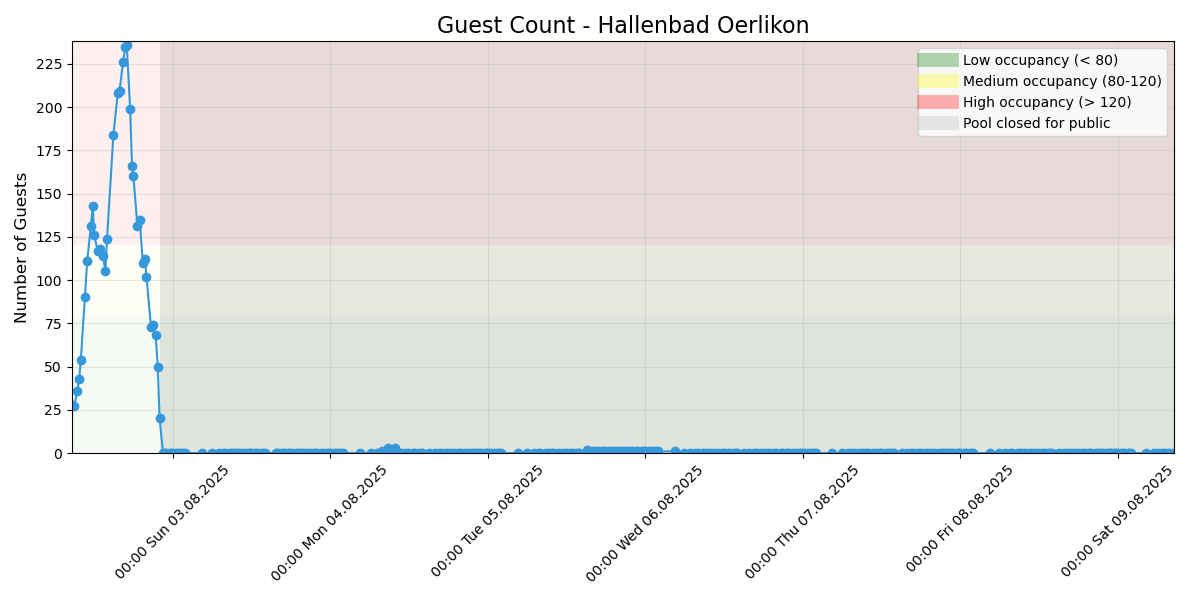 Guest Count - Hallenbad Oerlikon
Number of Guests
225
200
175
150
125
100
75
50
25
0
Low occupancy (< 80)
Medium occupancy (80-120)
High occupancy (> 120)
Pool closed for public
00:00 Sun 03.08.2025
00:00 Mon 04.08.2025
00:00 Tue 05.08.2025
00:00 Wed 06.08.2025
00:00 Thu 07.08.2025
00:00 Fri 08.08.2025
00:00 Sat 09.08.2025